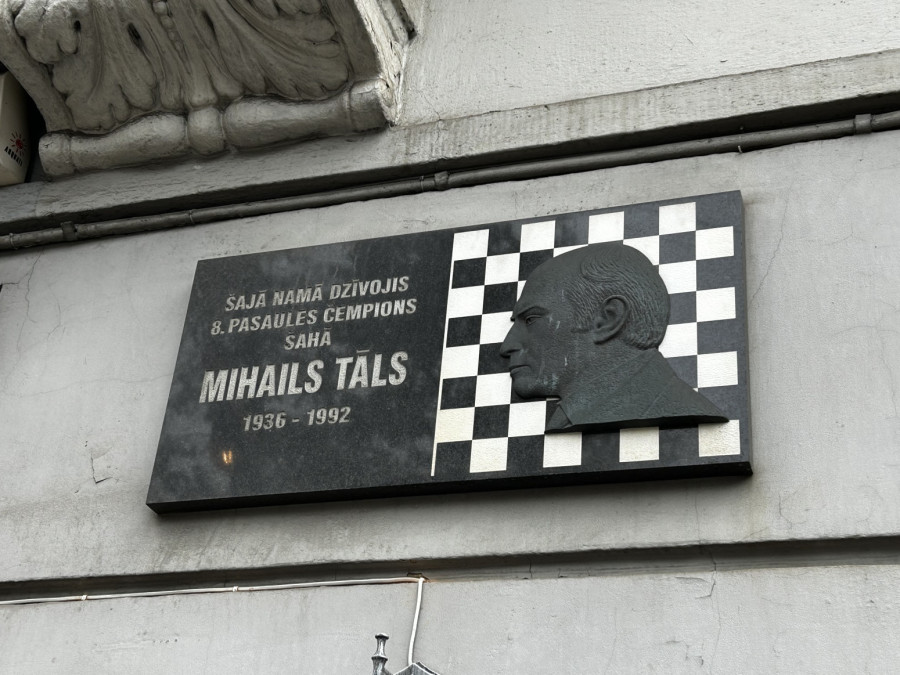 ŠAJĀ NAMĀ DZĪVOJIS
8. PASAULES ČEMPIONS
ŠAHĀ
MIHAILS TĀLS
1936 - 1992